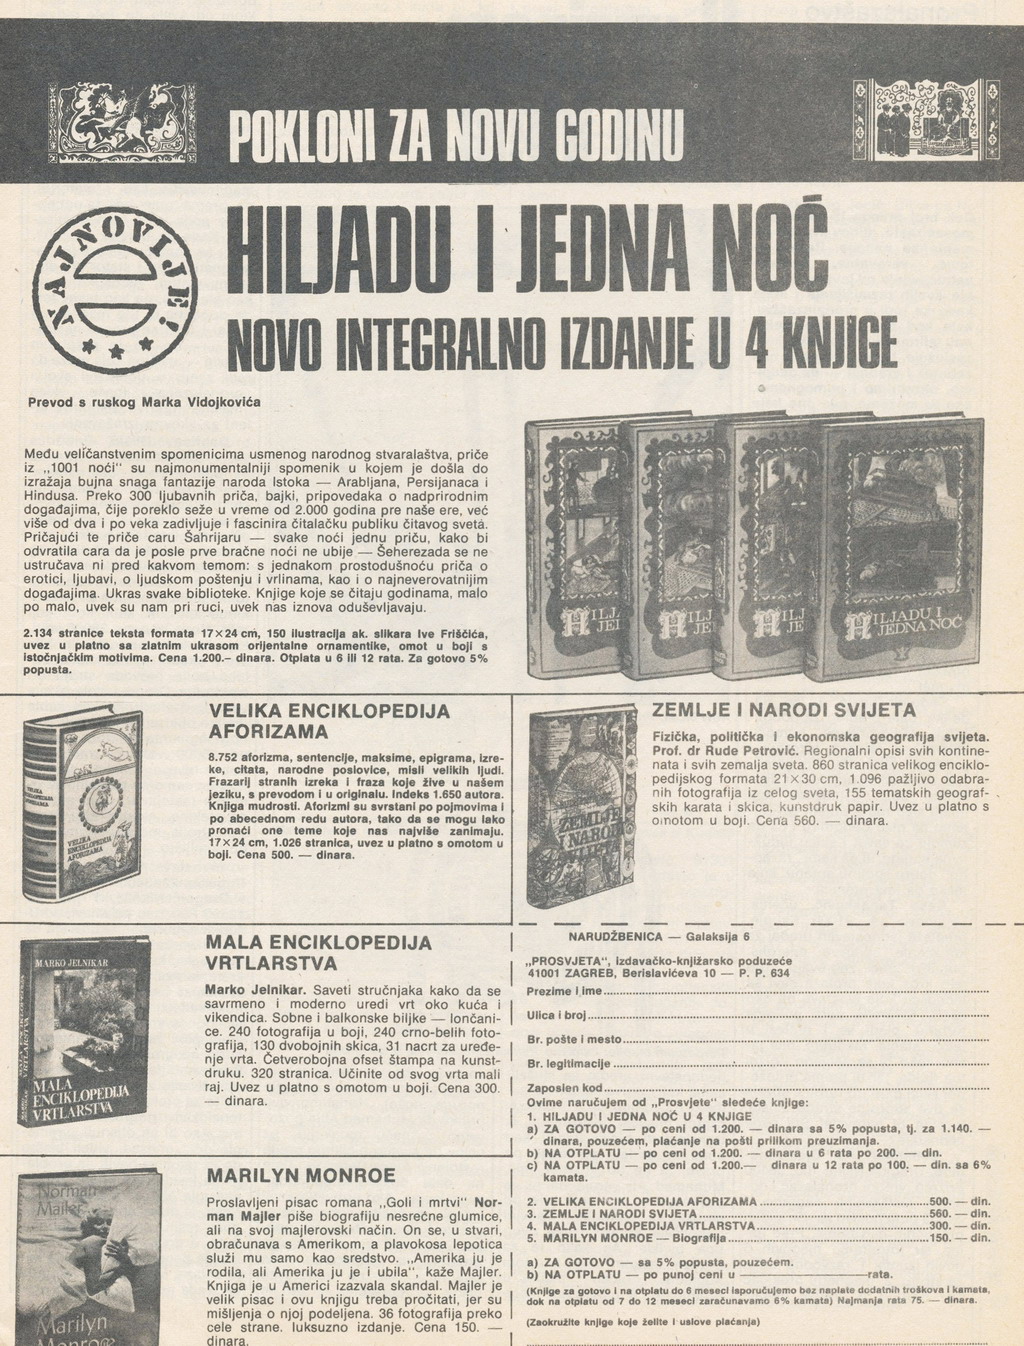 POKLONI ZA NOVU GODINU
NAJNOVIJE!
HILJADU I JEDNA NOĆ
NOVO INTEGRALNO IZDANJE U 4 KNJIGE
Prevod s ruskog Marka Vidojkovića
Među veličanstvenim spomenicima usmenog narodnog stvaralaštva, priče
iz „1001 noći" su najmonumentalniji spomenik u kojem je došla do
izražaja bujna snaga fantazije naroda Istoka — Arabljana, Persijanaca i
Hindusa. Preko 300 ljubavnih priča, bajki, pripovedaka o nadprirodnim
događajima, čije poreklo seže u vreme od 2.000 godina pre naše ere, već
više od dva i po veka zadivljuje i fascinira čitalačku publiku čitavog sveta.
Pričajući te priče caru Šahrijaru — svake noći jednu priču, kako bi
odvratila cara da je posle prve bračne noći ne ubije — Šeherezada se ne
ustručava ni pred kakvom temom: s jednakom prostodušnoću priča o
erotici, ljubavi, o ljudskom poštenju i vrlinama, kao i o najneverovatnijim
događajima. Ukras svake biblioteke. Knjige koje se čitaju godinama, malo
po malo, uvek su nam pri ruci, uvek nas iznova oduševljavaju.
2.134 stranice teksta formata 17×24 cm, 150 ilustracija ak. slikara Ive Friščića,
uvez u platno sa zlatnim ukrasom orijentalne ornamentike, omot u boji s
istočnjačkim motivima. Cena 1.200.– dinara. Otplata u 6 ili 12 rata. Za gotovo 5%
popusta.
HILJ
JEI
HILJ
JE
HILJ
JE
HILJADU I
JEDNA NOĆ
VELIKA ENCIKLOPEDIJA
AFORIZAMA
8.752 aforizma, sentencije, maksime, epigrama, izre-
ke, citata, narodne poslovice, misli velikih ljudi.
Frazarij stranih izreka i fraza koje žive u našem
jeziku, s prevodom i u originalu. Indeks 1.650 autora.
Knjiga mudrosti. Aforizmi su svrstani po pojmovima i
po abecednom redu autora, tako da se mogu lako
pronaći one teme koje nas najviše zanimaju.
17×24 cm, 1.026 stranica, uvez u platno s omotom u
boji. Cena 500. — dinara.
VELIKA
ENCIKLOPEDIJA
AFORIZAMA
ZEMLJE I NARODI SVIJETA
Fizička, politička i ekonomska geografija svijeta.
Prof. dr Rude Petrović. Regionalni opisi svih kontine-
nata i svih zemalja sveta. 860 stranica velikog enciklo-
pedijskog formata 21×30 cm, 1.096 pažljivo odabra-
nih fotografija iz celog sveta, 155 tematskih geograf-
skih karata i skica, kunstdruk papir. Uvez u platno s
omotom u boji. Cena 560. — dinara.
ZEMLJE
I NARODI
SVIJETA
MALA ENCIKLOPEDIJA
VRTLARSTVA
Marko Jelnikar. Saveti stručnjaka kako da se
savrmeno i moderno uredi vrt oko kuća i
vikendica. Sobne i balkonske biljke — lončani-
ce. 240 fotografija u boji, 240 crno-belih foto-
grafija, 130 dvobojnih skica, 31 nacrt za uređe-
nje vrta. Četverobojna ofset štampa na kunst-
druku. 320 stranica. Učinite od svog vrta mali
raj. Uvez u platno s omotom u boji. Cena 300.
— dinara.
MARKO JELNIKAR
MALA
ENCIKLOPEDIJA
VRTLARSTVA
MARILYN MONROE
Proslavljeni pisac romana „Goli i mrtvi" Nor-
man Majler piše biografiju nesrećne glumice,
ali na svoj majlerovski način. On se, u stvari,
obračunava s Amerikom, a plavokosa lepotica
služi mu samo kao sredstvo. „Amerika ju je
rodila, ali Amerika ju je i ubila", kaže Majler.
Knjiga je u Americi izazvala skandal. Majler je
velik pisac i ovu knjigu treba pročitati, jer su
mišljenja o njoj podeljena. 36 fotografija preko
cele strane. luksuzno izdanje. Cena 150. —
dinara.
Norman
Mailer
Marilyn
Monroe
NARUDŽBENICA — Galaksija 6
„PROSVJETA", izdavačko-knjižarsko poduzeće
41001 ZAGREB, Berislavićeva 10 — P. P. 634
Prezime i ime
Ulica i broj
Br. pošte i mesto
Br. legitimacije
Zaposlen kod
Ovime naručujem od „Prosvjete" sledeće knjige:
1. HILJADU I JEDNA NOĆ U 4 KNJIGE
a) ZA GOTOVO — po ceni od 1.200. — dinara sa 5% popusta, tj. za 1.140. —
dinara, pouzećem, plaćanje na pošti prilikom preuzimanja.
b) NA OTPLATU — po ceni od 1.200. — dinara u 6 rata po 200. — din.
c) NA OTPLATU — po ceni od 1.200.— dinara u 12 rata po 100. — din. sa 6%
kamata.
2. VELIKA ENCIKLOPEDIJA AFORIZAMA 500. — din.
3. ZEMLJE I NARODI SVIJETA 560. — din.
4. MALA ENCIKLOPEDIJA VRTLARSTVA 300. — din.
5. MARILYN MONROE — Biografija 150. — din.
a) ZA GOTOVO — sa 5% popusta, pouzećem.
b) NA OTPLATU — po punoj ceni u rata.
(Knjige za gotovo i na otplatu do 6 meseci isporučujemo bez naplate dodatnih troškova i kamata,
dok na otplatu od 7 do 12 meseci zaračunavamo 6% kamata) Najmanja rata 75. — dinara.
(Zaokružite knjige koje želite i uslove plaćanja)